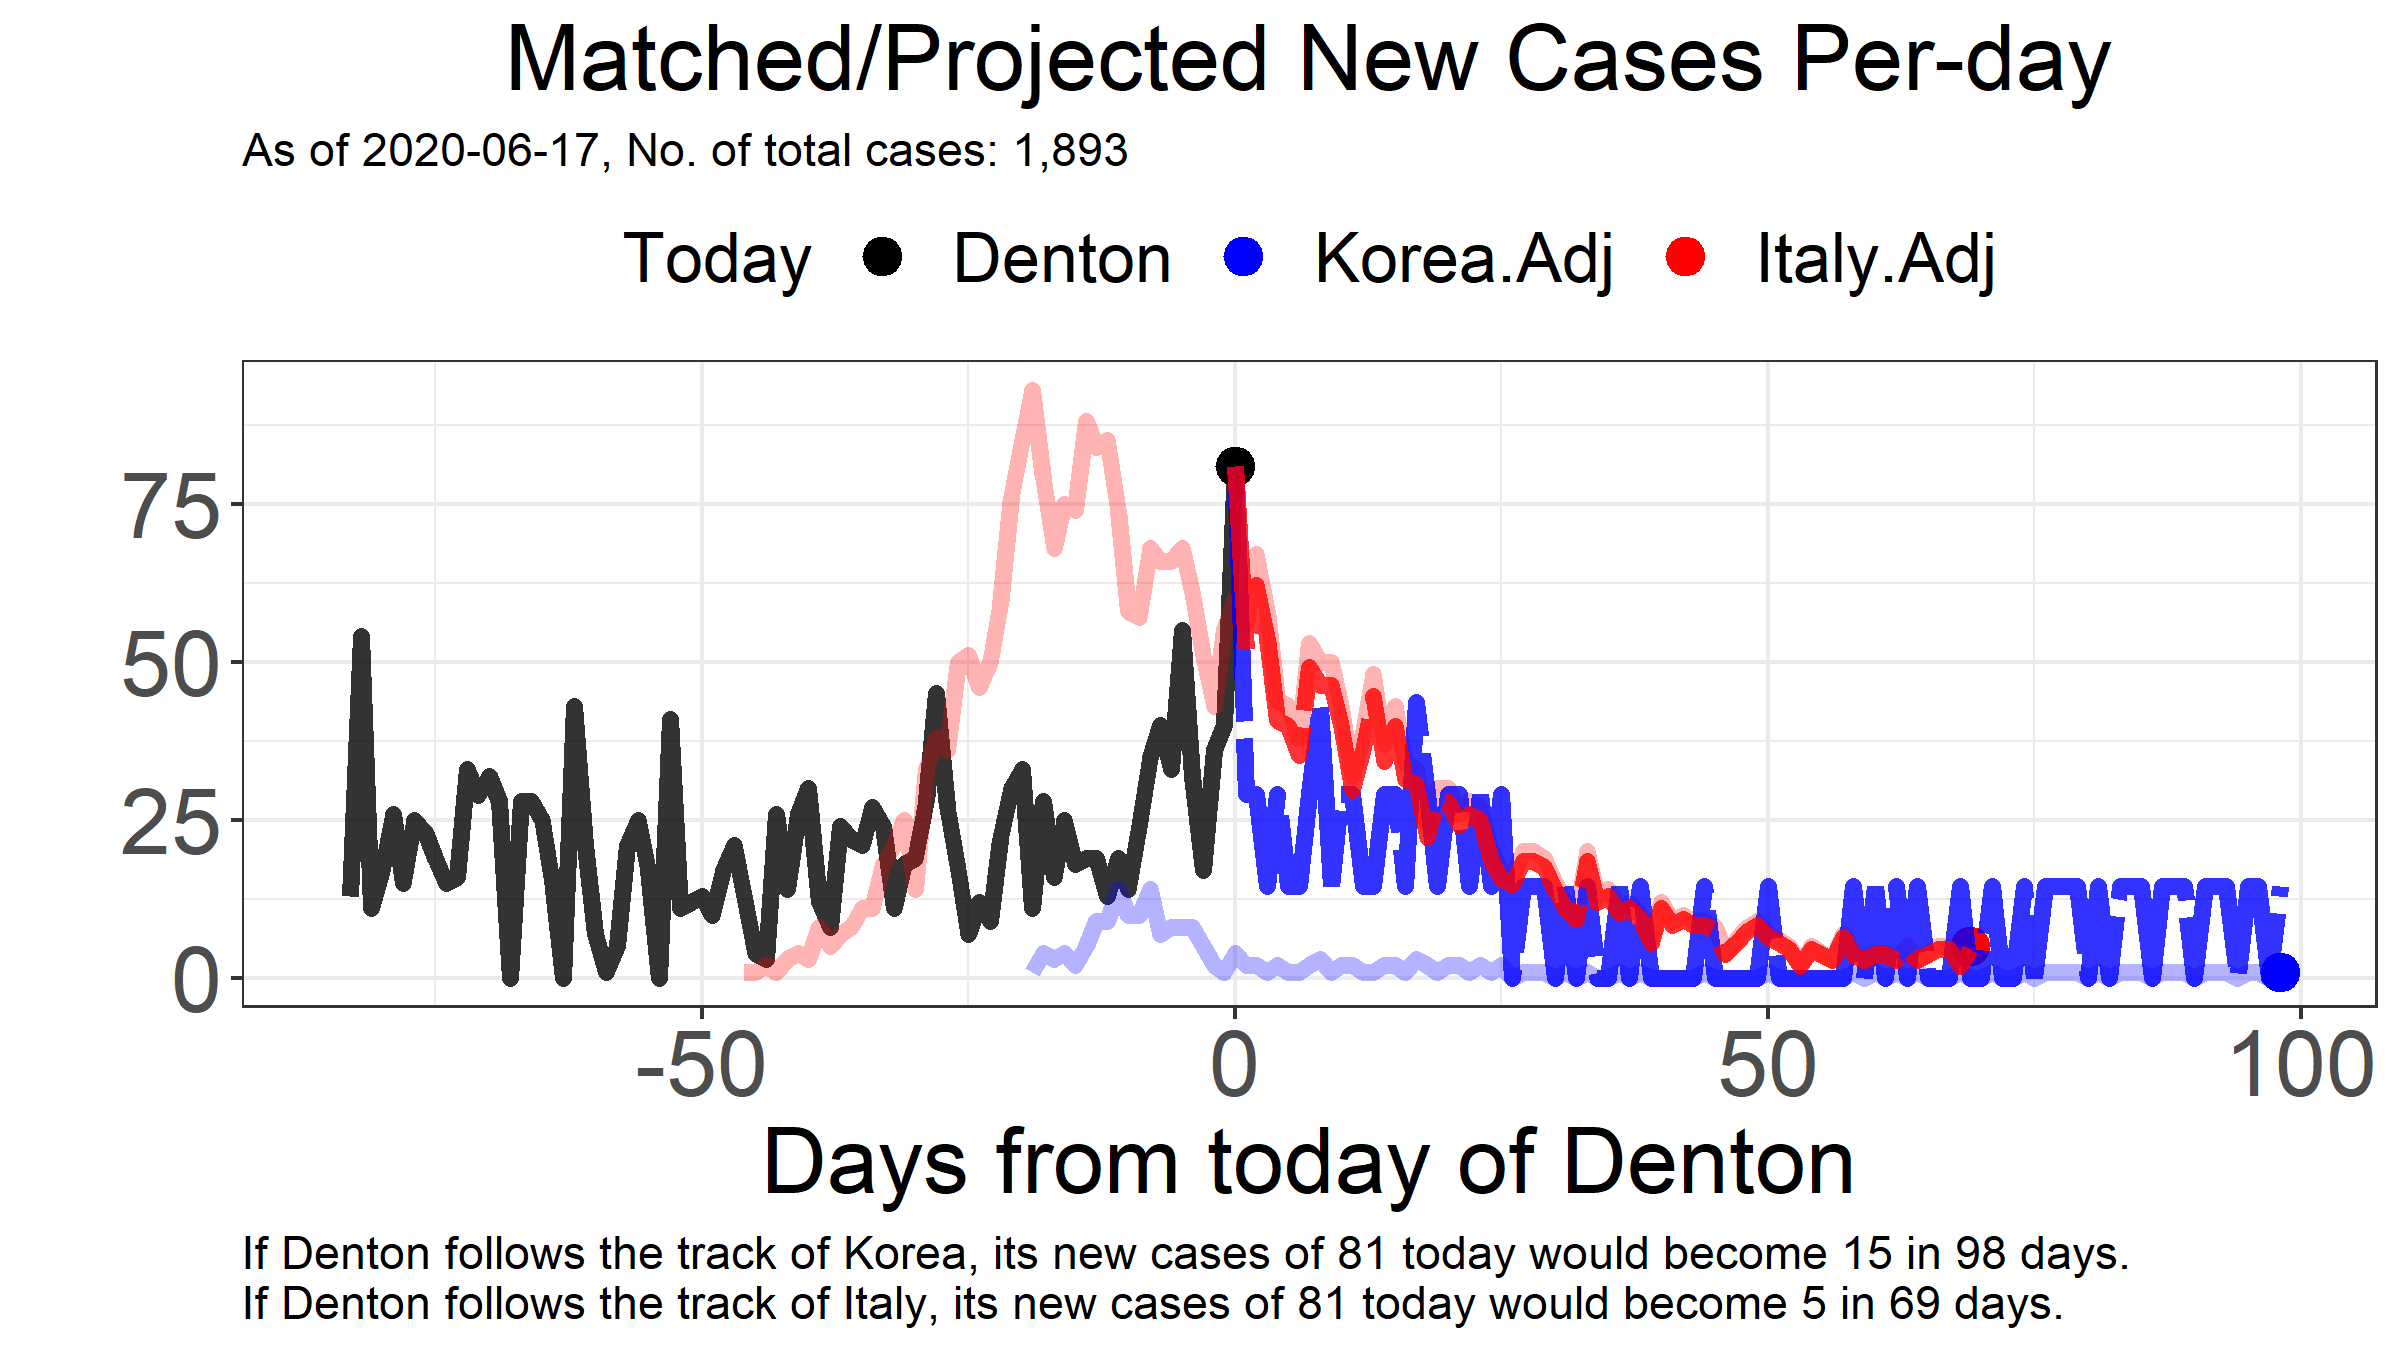 Matched/Projected New Cases Per-day
As of 2020-06-17, No. of total cases: 1,893
Today Denton Korea.Adj Italy.Adj
75
50
25
0
-50 0 50 100
Days from today of Denton
If Denton follows the track of Korea, its new cases of 81 today would become 15 in 98 days.
If Denton follows the track of Italy, its new cases of 81 today would become 5 in 69 days.